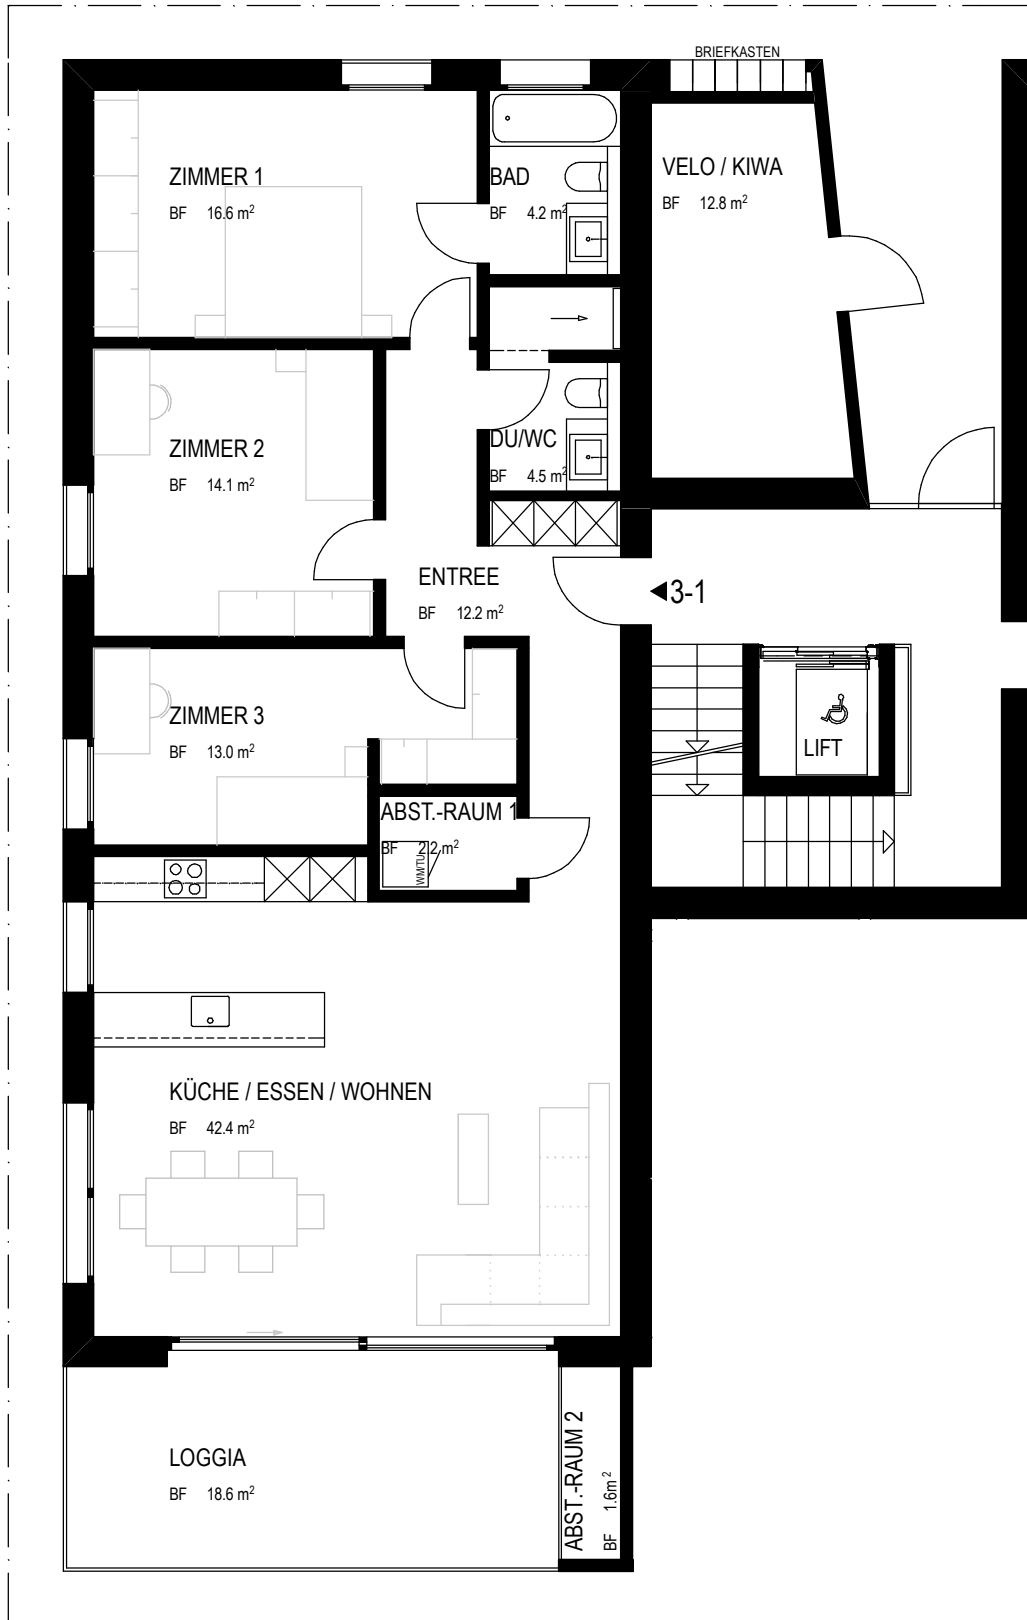 BRIEFKASTEN
ZIMMER 1
BF 16.6 m²
BAD
BF 4.2 m²
VELO / KIWA
BF 12.8 m²
ZIMMER 2
BF 14.1 m²
DU/WC
BF 4.5 m²
ENTREE
BF 12.2 m²
3-1
ZIMMER 3
BF 13.0 m²
LIFT
ABST.-RAUM 1
BF 2.2 m²
WM/TU
KÜCHE / ESSEN / WOHNEN
BF 42.4 m²
LOGGIA
BF 18.6 m²
ABST.-RAUM 2
BF 1.6m²